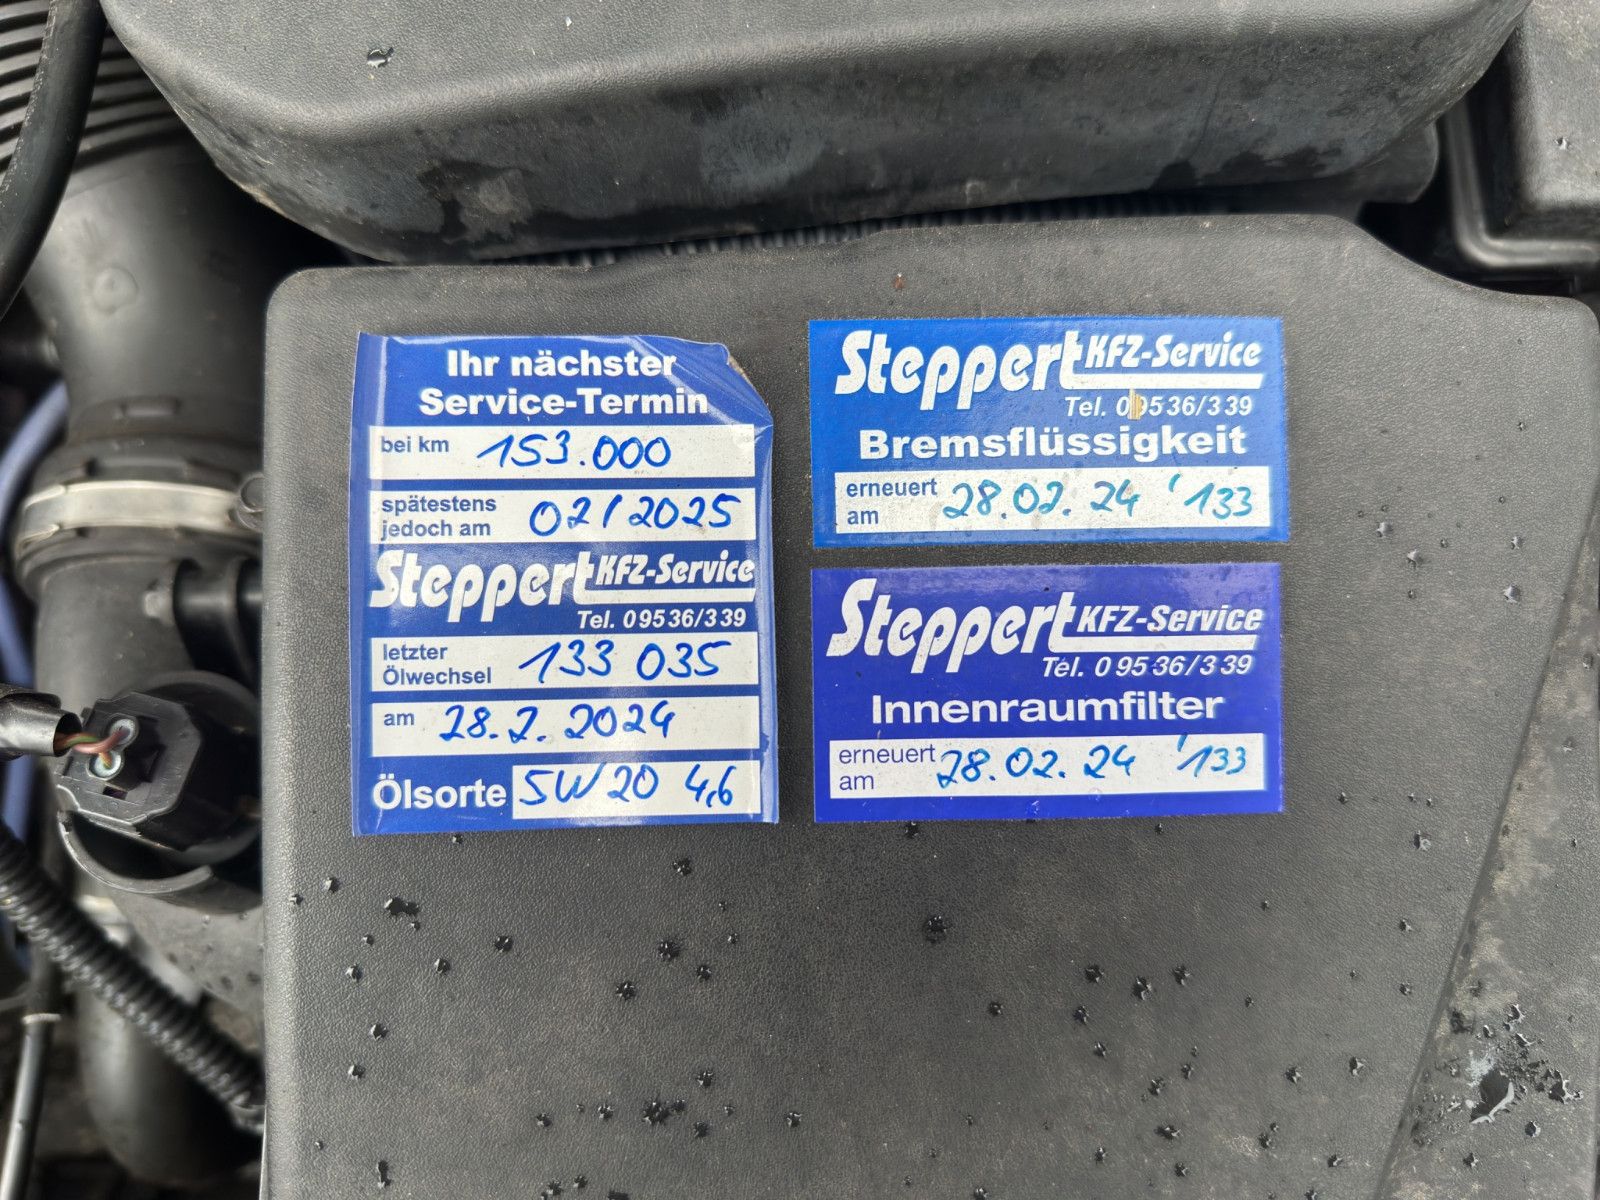 Ihr nächster
Service-Termin
bei km 153.000
spätestens
jedoch am 02/2025
Steppert KFZ-Service
Tel. 09536/339
letzter
Ölwechsel 133 035
am 28.2.2024
Ölsorte 5W20 4,6
Steppert KFZ-Service
Tel. 09536/339
Bremsflüssigkeit
erneuert
am 28.02.24 '133
Steppert KFZ-Service
Tel. 09536/339
Innenraumfilter
erneuert
am 28.02.24 '133